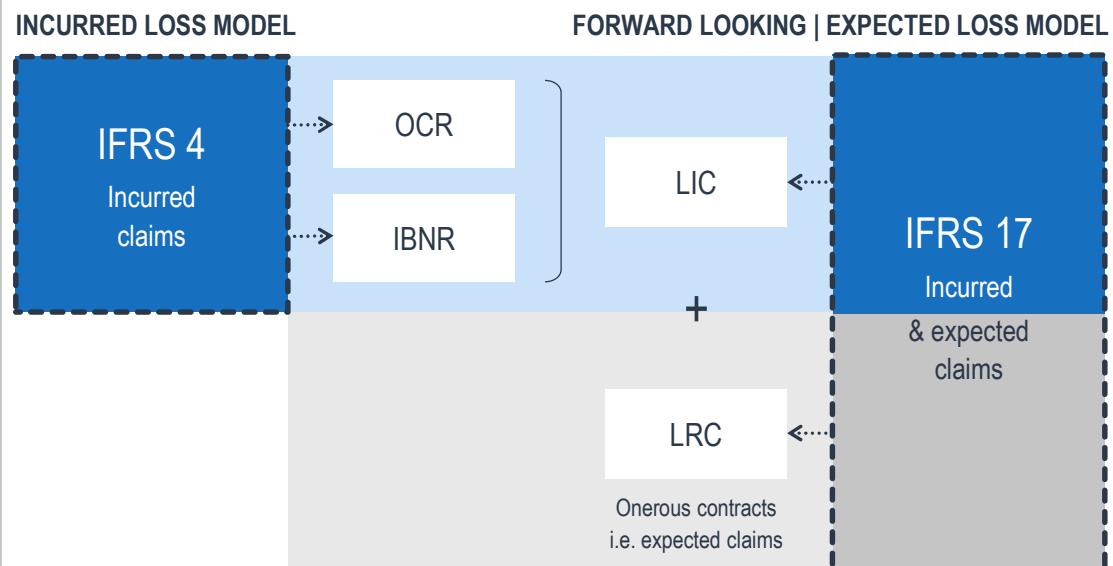 INCURRED LOSS MODEL
FORWARD LOOKING | EXPECTED LOSS MODEL
IFRS 4
Incurred
claims
OCR
IBNR
LIC
+
LRC
Onerous contracts
i.e. expected claims
IFRS 17
Incurred
& expected
claims